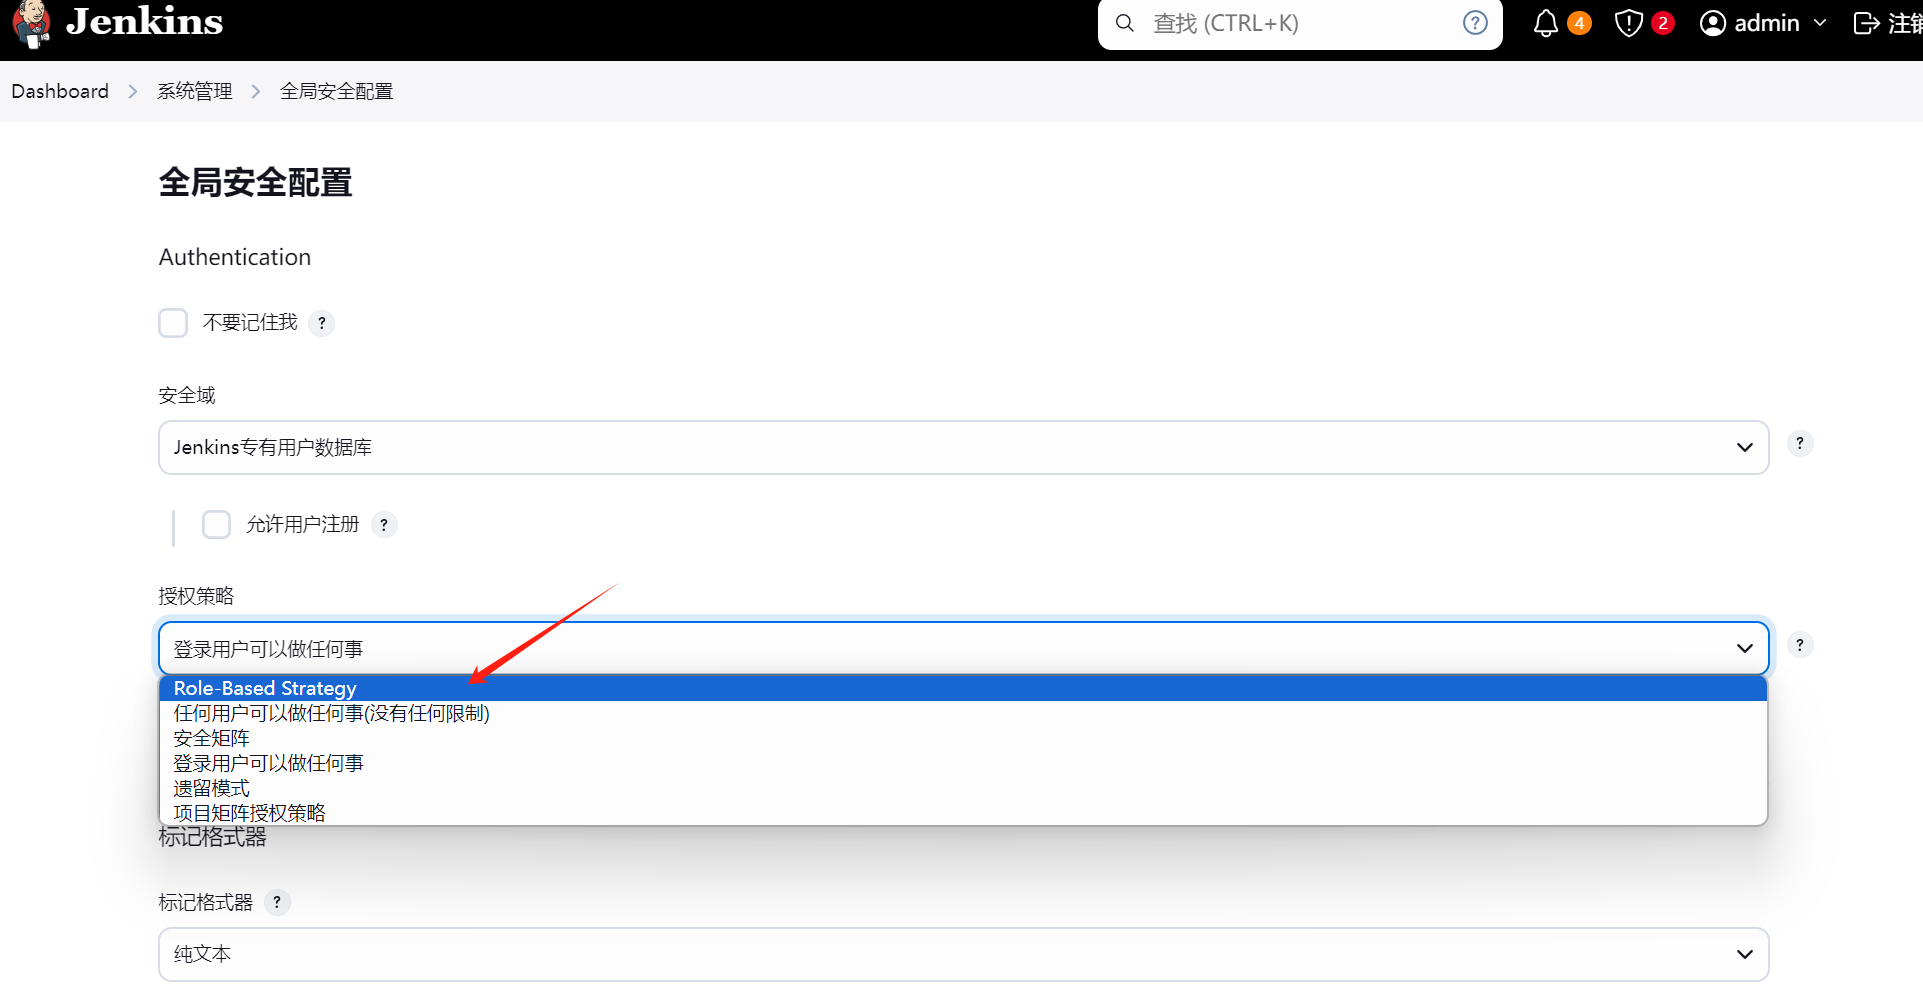 Jenkins
查找 (CTRL+K)
?
4
2
admin
注销
Dashboard
系统管理
全局安全配置
全局安全配置
Authentication
不要记住我 ?
安全域
Jenkins专有用户数据库
?
允许用户注册 ?
授权策略
登录用户可以做任何事
?
Role-Based Strategy
任何用户可以做任何事(没有任何限制)
安全矩阵
登录用户可以做任何事
遗留模式
项目矩阵授权策略
标记格式器
标记格式器 ?
纯文本